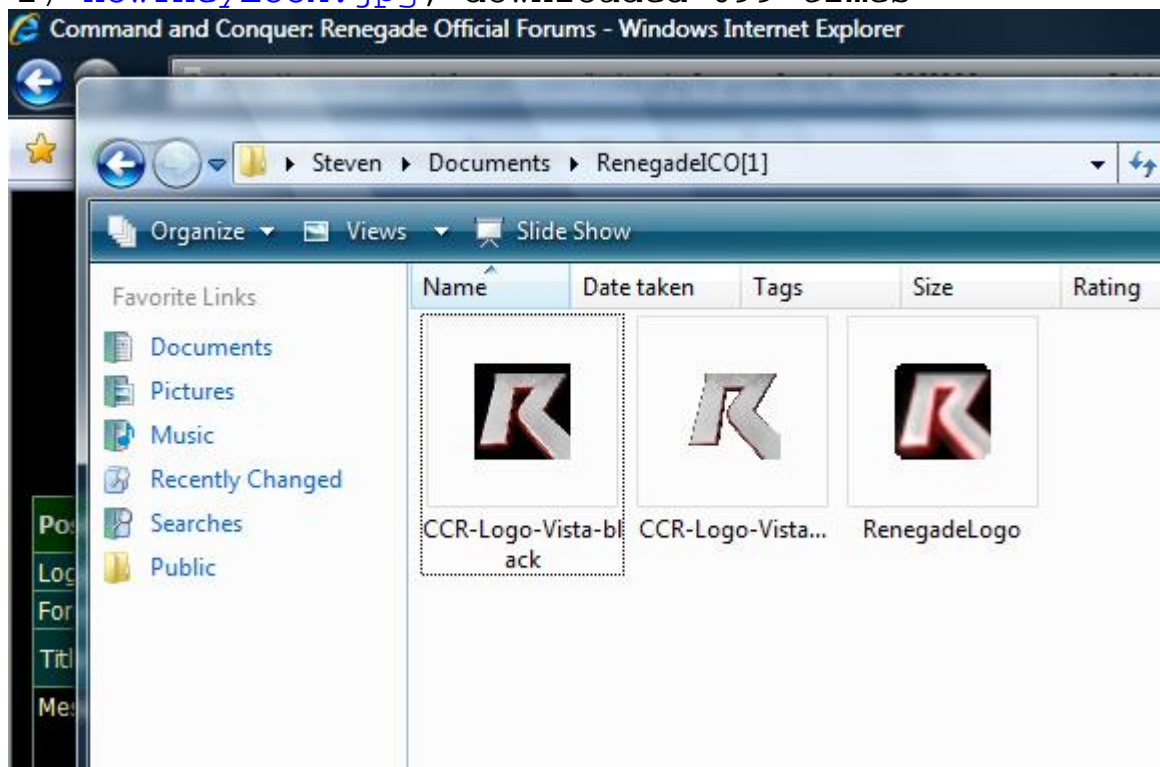 Command and Conquer: Renegade Official Forums - Windows Internet Explorer
Steven Documents RenegadeICO[1]
Organize Views Slide Show
Favorite Links
Name Date taken Tags Size Rating
Documents
Pictures
Music
Recently Changed
Searches
Public
CCR-Logo-Vista-bl
ack
CCR-Logo-Vista...
RenegadeLogo